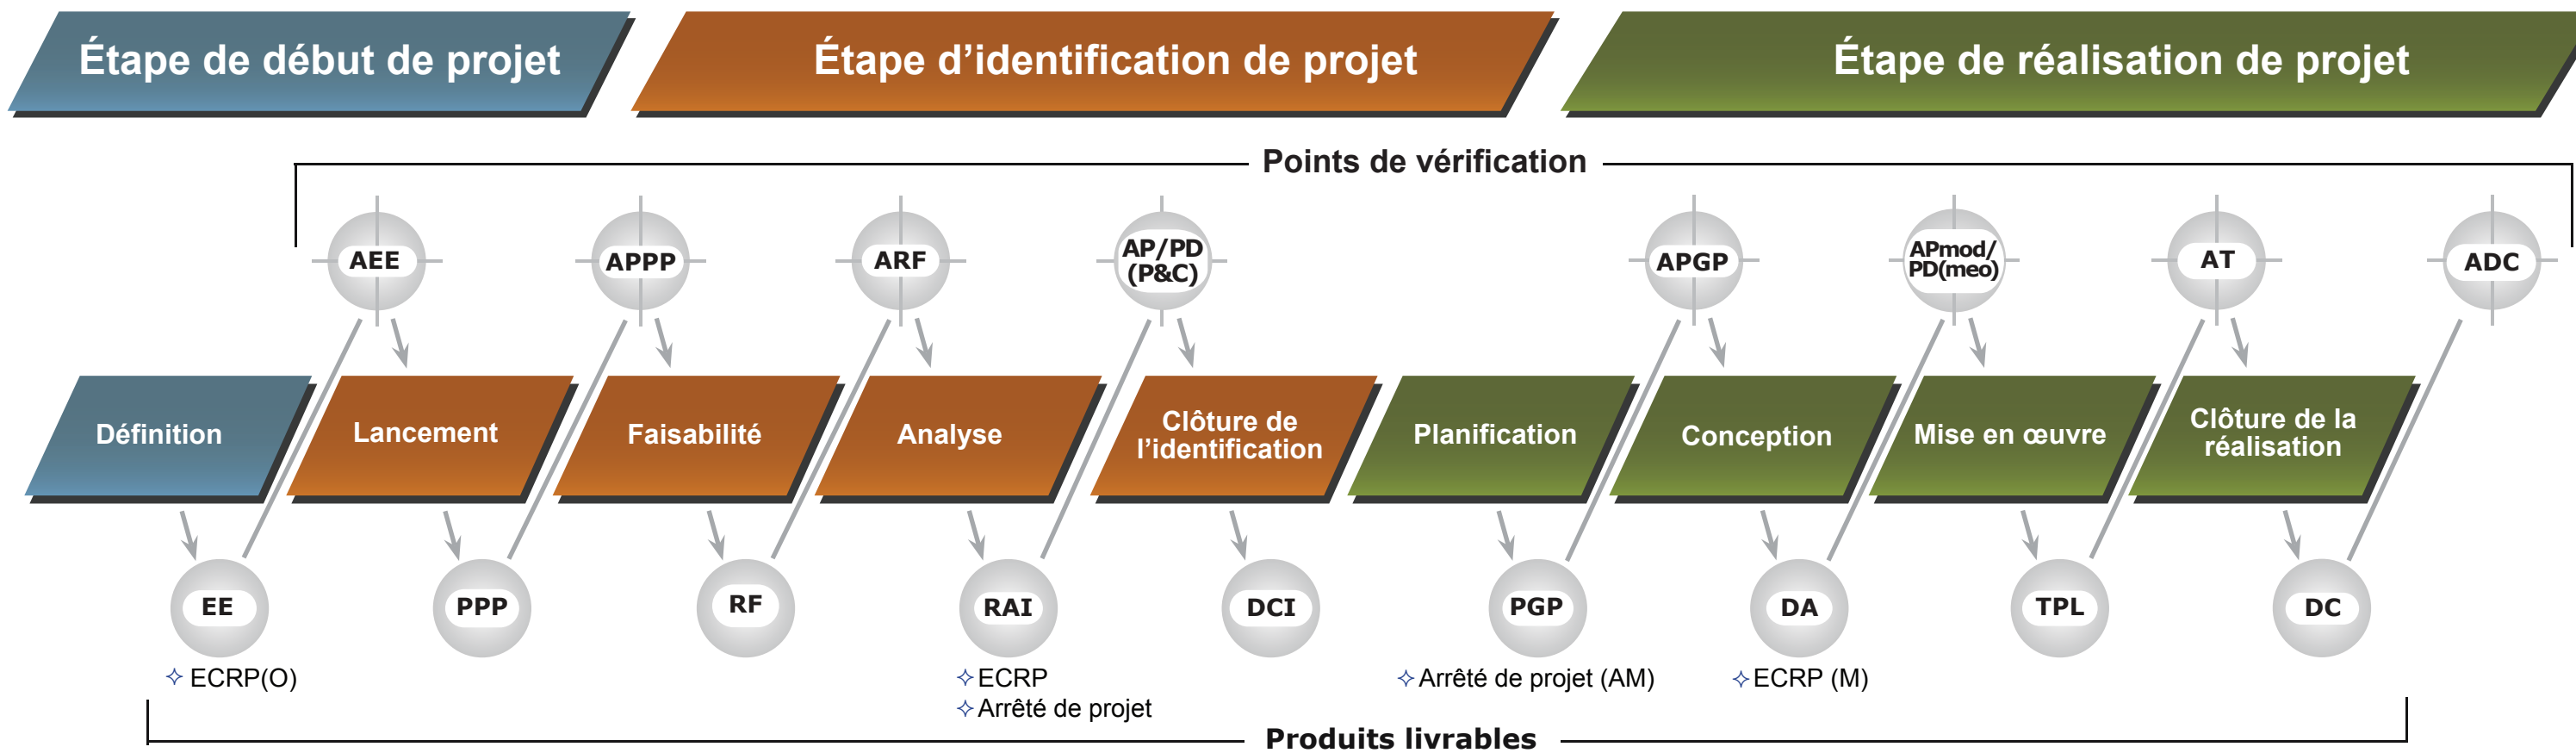 Étape de début de projet
Étape d’identification de projet
Étape de réalisation de projet
Points de vérification
AEE
APPP
ARF
AP/PD
(P&C)
APGP
APmod/
PD(meo)
AT
ADC
Définition
Lancement
Faisabilité
Analyse
Clôture de
l’identification
Planification
Conception
Mise en œuvre
Clôture de la
réalisation
EE
PPP
RF
RAI
DCI
PGP
DA
TPL
DC
ECRP(O)
ECRP
Arrêté de projet
Arrêté de projet (AM)
ECRP (M)
Produits livrables